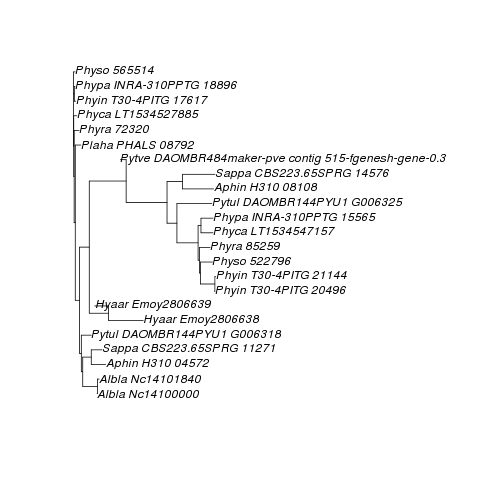 Physo 565514
Phypa INRA-310PPTG 18896
Phyin T30-4PITG 17617
Phyca LT1534527885
Phyra 72320
Plaha PHALS 08792
Pytve DAOMBR484maker-pve contig 515-fgenesh-gene-0.3
Sappa CBS223.65SPRG 14576
Aphin H310 08108
Pytul DAOMBR144PYU1 G006325
Phypa INRA-310PPTG 15565
Phyca LT1534547157
Phyra 85259
Physo 522796
Phyin T30-4PITG 21144
Phyin T30-4PITG 20496
Hyaar Emoy2806639
Hyaar Emoy2806638
Pytul DAOMBR144PYU1 G006318
Sappa CBS223.65SPRG 11271
Aphin H310 04572
Albla Nc14101840
Albla Nc14100000